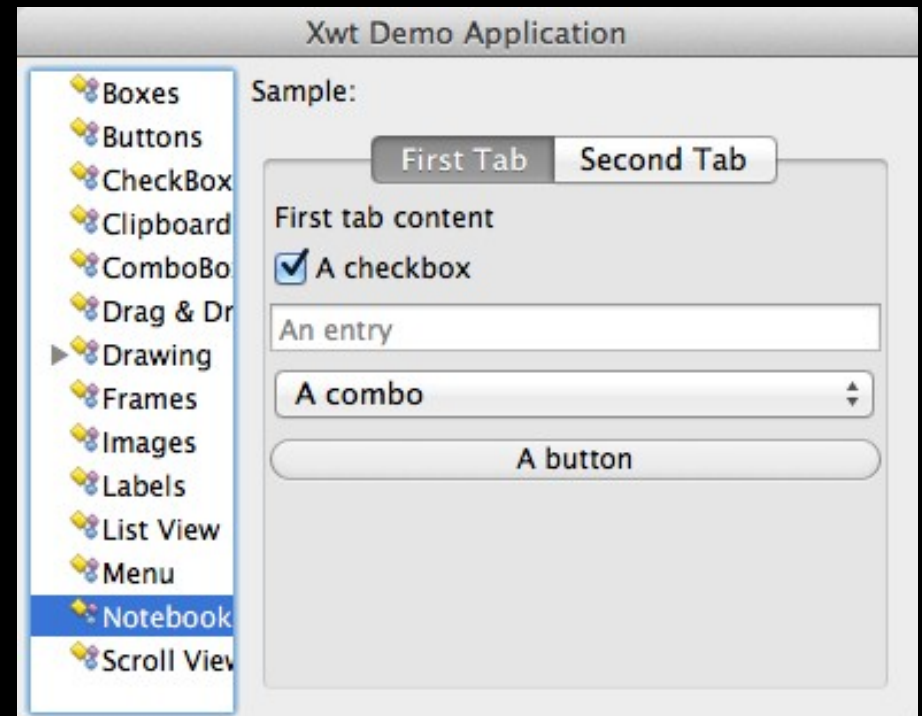 Xwt Demo Application
Boxes
Buttons
CheckBox
Clipboard
ComboBo
Drag & Dr
Drawing
Frames
Images
Labels
List View
Menu
Notebook
Scroll View
Sample:
First Tab Second Tab
First tab content
A checkbox
An entry
A combo
A button